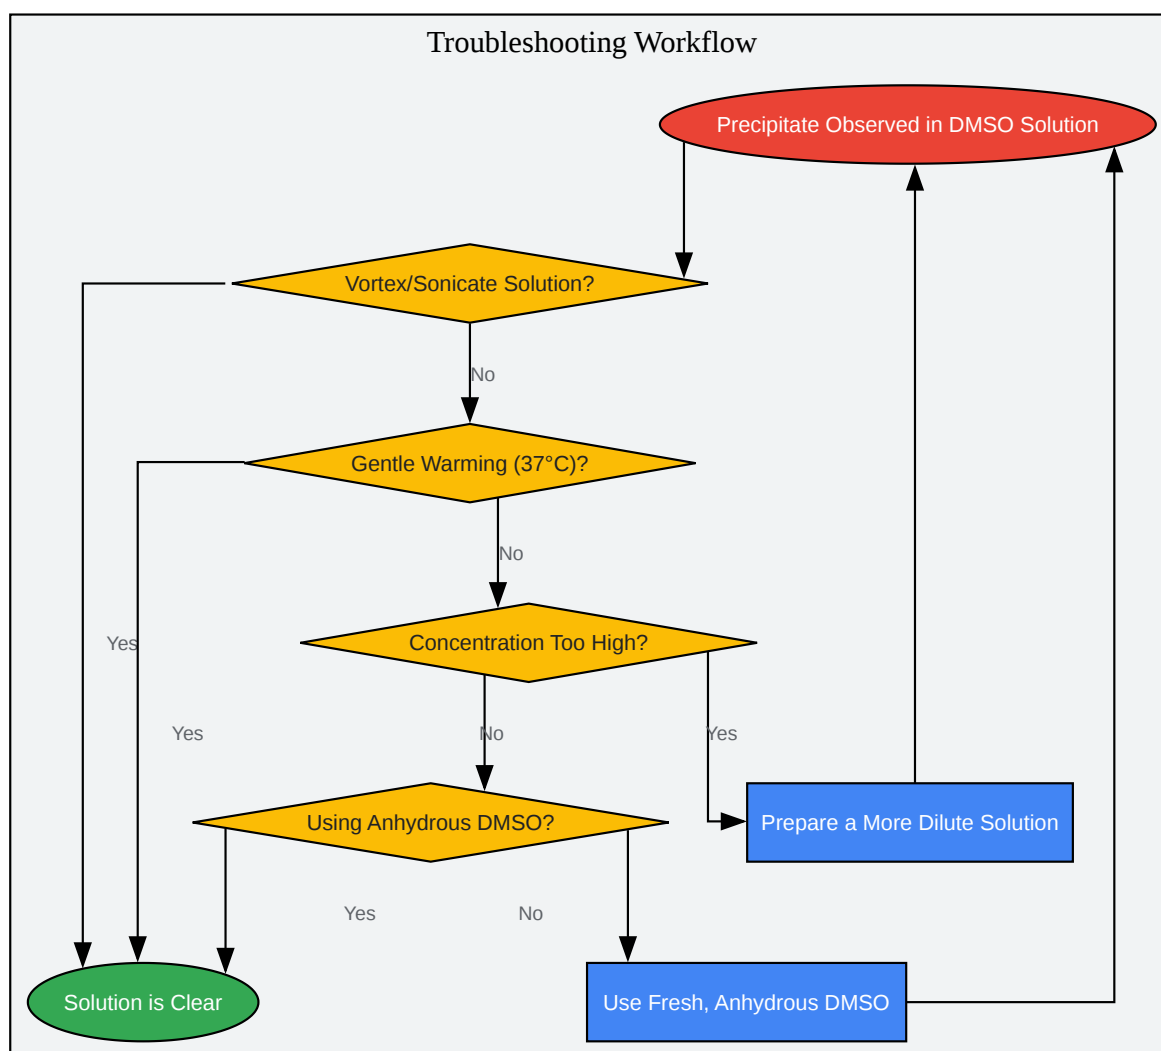 Troubleshooting Workflow
Precipitate Observed in DMSO Solution
Vortex/Sonicate Solution?
No
Gentle Warming (37°C)?
No
Concentration Too High?
Yes
Yes
No
Yes
Using Anhydrous DMSO?
Prepare a More Dilute Solution
Yes
No
Solution is Clear
Use Fresh, Anhydrous DMSO